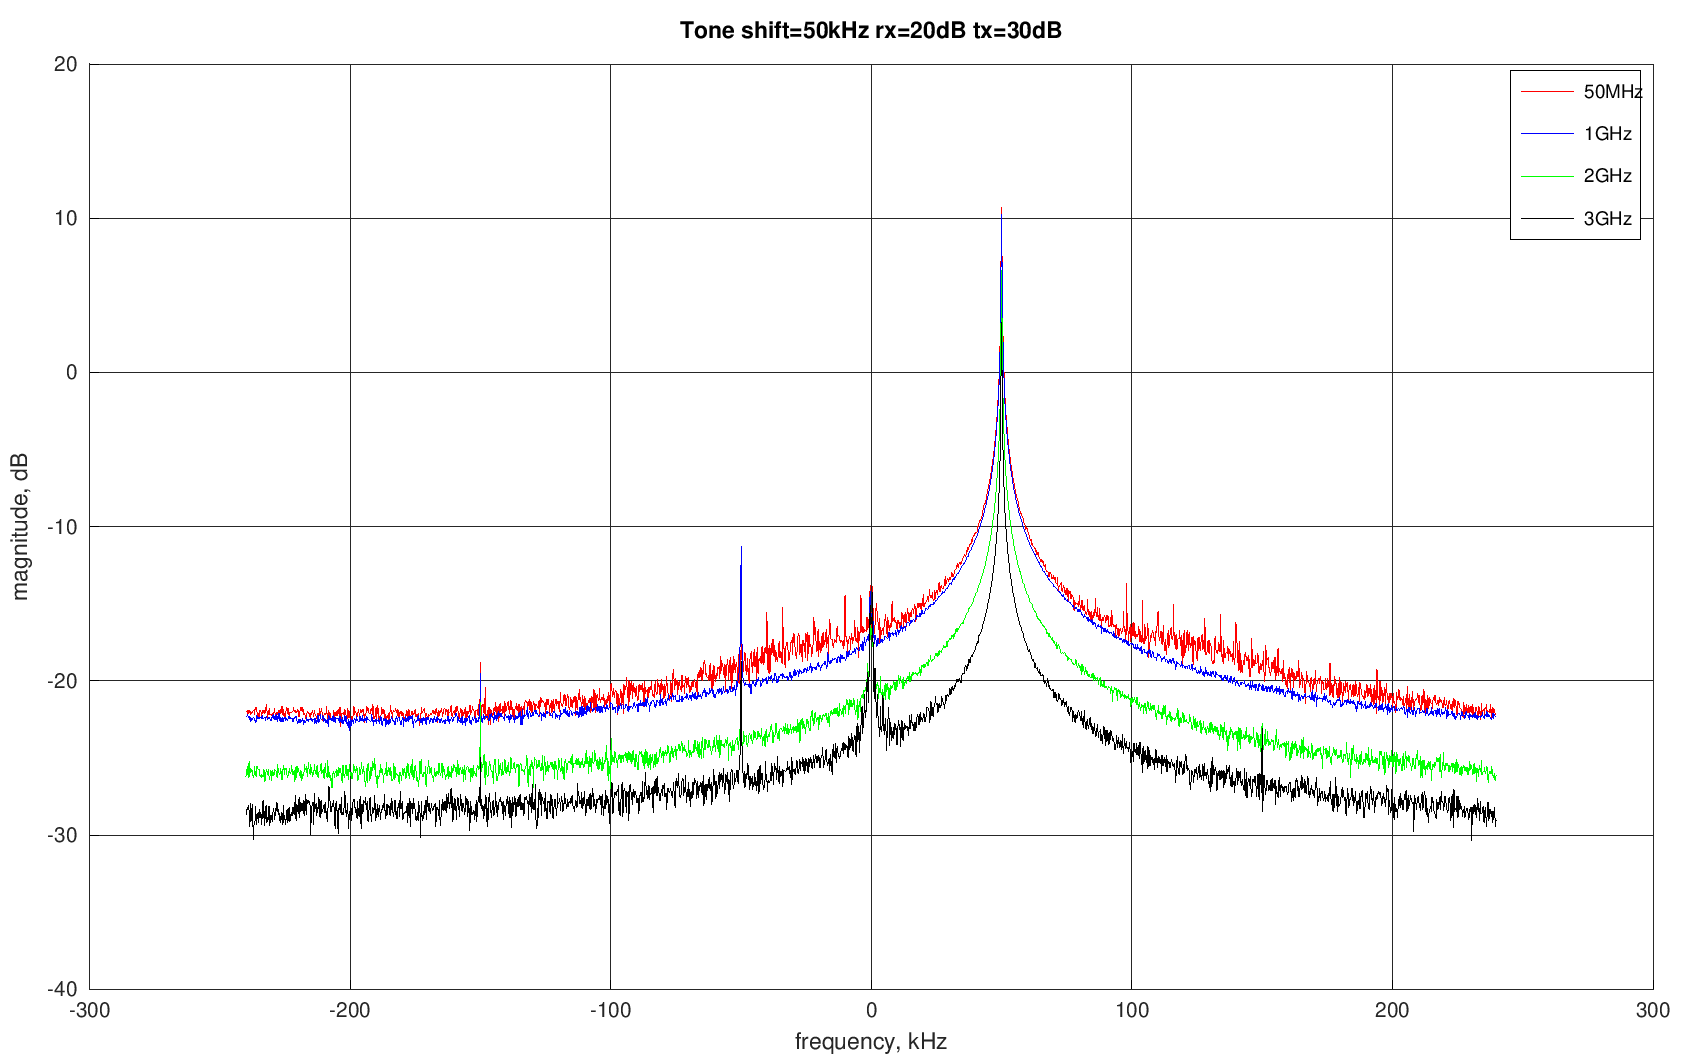 Tone shift=50kHz rx=20dB tx=30dB
20
10
0
-10
-20
-30
-40
magnitude, dB
50MHz
1GHz
2GHz
3GHz
-300
-200
-100
0
100
200
300
frequency, kHz